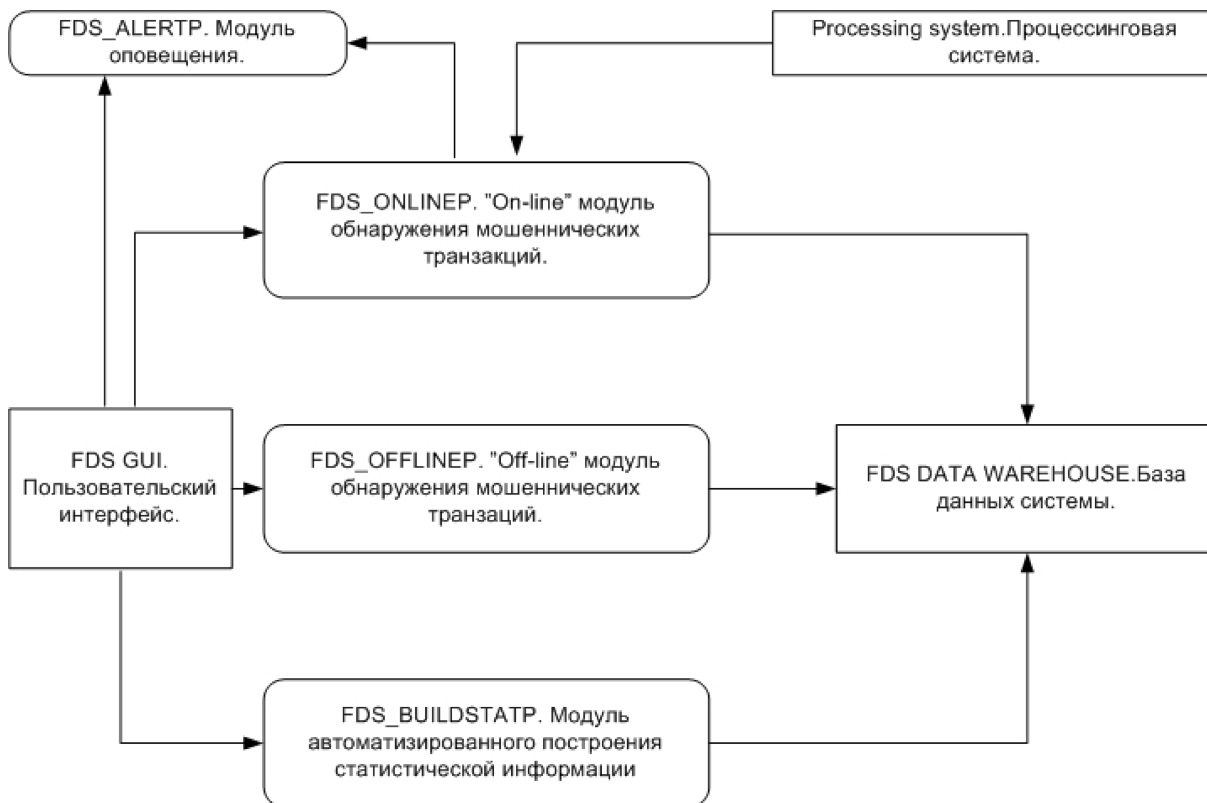 FDS_ALERTP. Модуль
оповещения.
Processing system.Процессинговая
система.
FDS_ONLINEP. "On-line” модуль
обнаружения мошеннических
транзакций.
FDS GUI.
Пользовательский
интерфейс.
FDS_OFFLINEP. "Off-line” модуль
обнаружения мошеннических
транзаций.
FDS DATA WAREHOUSE.База
данных системы.
FDS_BUILDSTATP. Модуль
автоматизированного построения
статистической информации